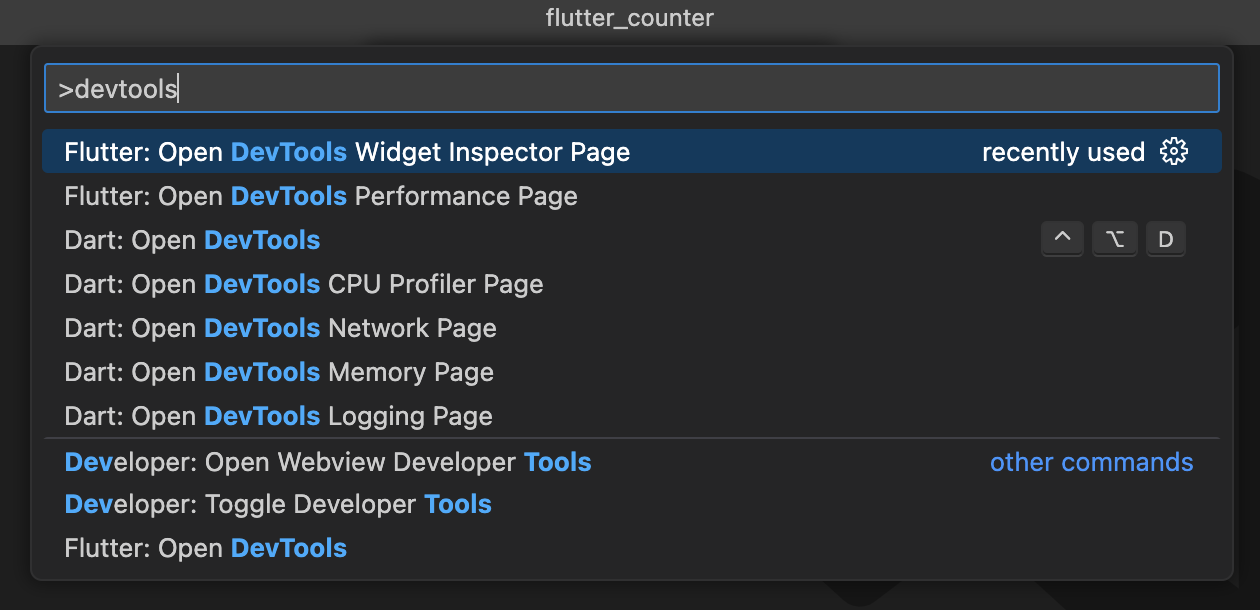 flutter_counter
>devtools
Flutter: Open DevTools Widget Inspector Page recently used
Flutter: Open DevTools Performance Page
Dart: Open DevTools ⌃ ⌥ D
Dart: Open DevTools CPU Profiler Page
Dart: Open DevTools Network Page
Dart: Open DevTools Memory Page
Dart: Open DevTools Logging Page
Developer: Open Webview Developer Tools other commands
Developer: Toggle Developer Tools
Flutter: Open DevTools